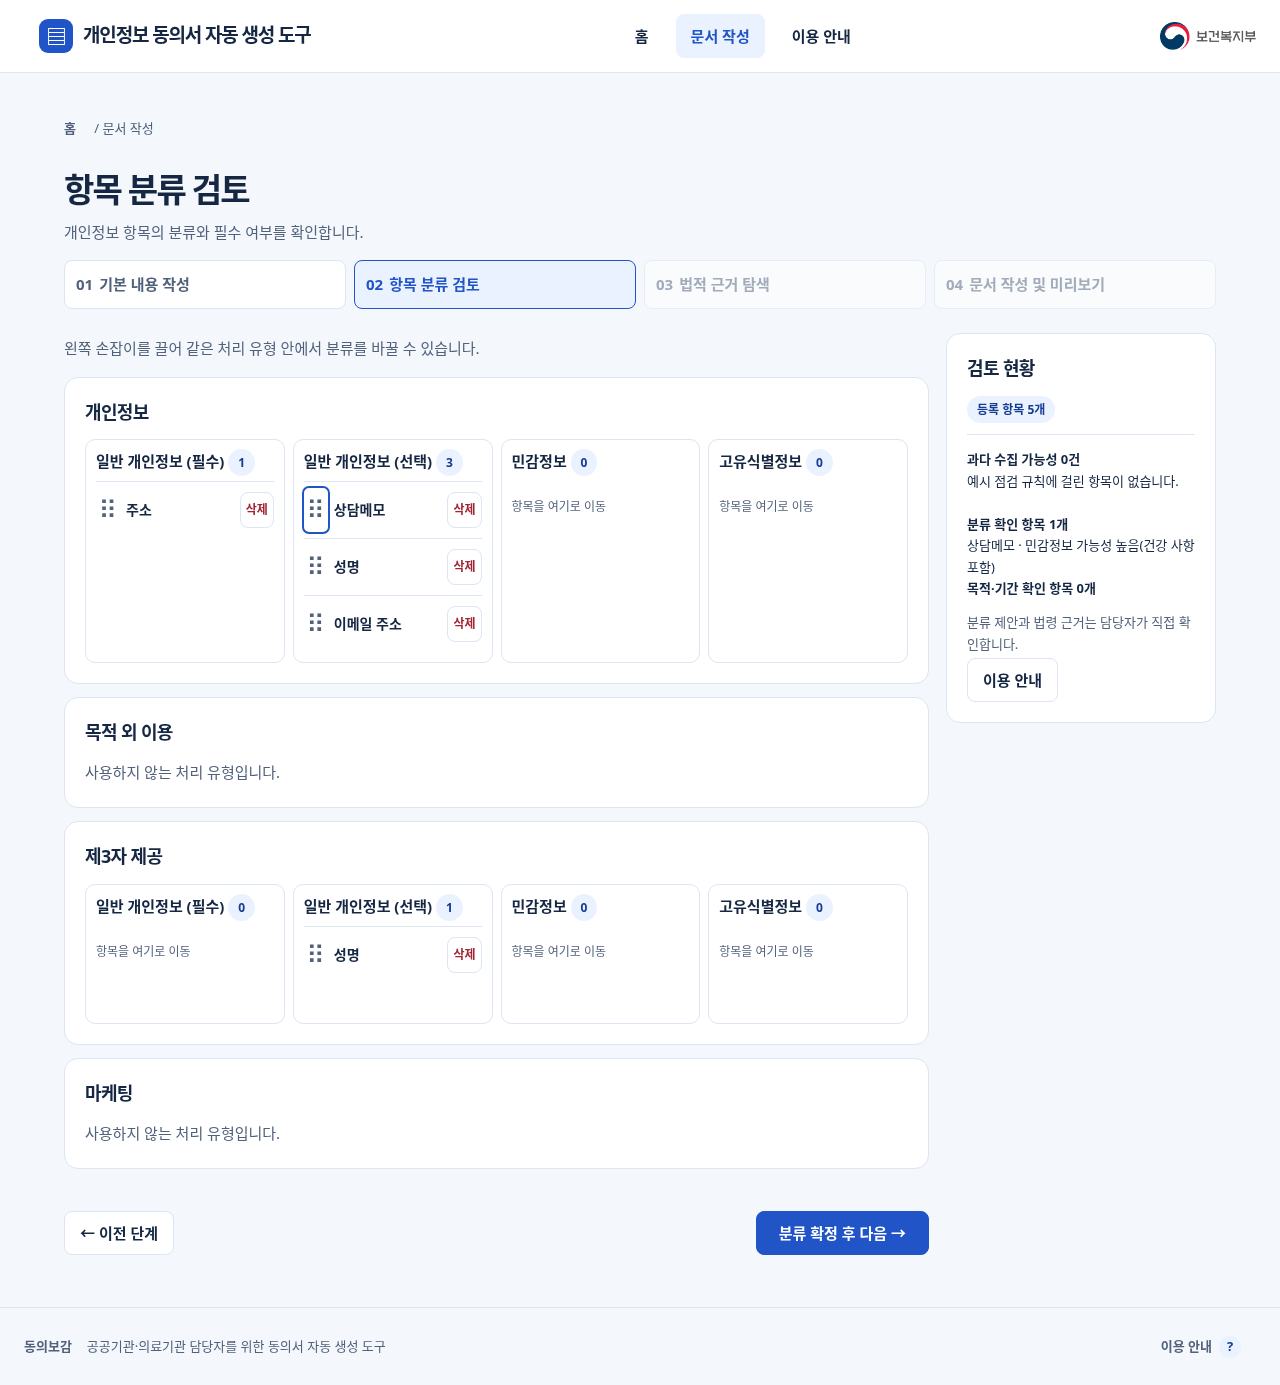 개인정보 동의서 자동 생성 도구
홈
문서 작성
이용 안내
보건복지부
홈 / 문서 작성
항목 분류 검토
개인정보 항목의 분류와 필수 여부를 확인합니다.
01 기본 내용 작성
02 항목 분류 검토
03 법적 근거 탐색
04 문서 작성 및 미리보기
왼쪽 손잡이를 끌어 같은 처리 유형 안에서 분류를 바꿀 수 있습니다.
개인정보
일반 개인정보 (필수) 1
주소 삭제
일반 개인정보 (선택) 3
상담메모 삭제
성명 삭제
이메일 주소 삭제
민감정보 0
항목을 여기로 이동
고유식별정보 0
항목을 여기로 이동
목적 외 이용
사용하지 않는 처리 유형입니다.
제3자 제공
일반 개인정보 (필수) 0
항목을 여기로 이동
일반 개인정보 (선택) 1
성명 삭제
민감정보 0
항목을 여기로 이동
고유식별정보 0
항목을 여기로 이동
마케팅
사용하지 않는 처리 유형입니다.
검토 현황
등록 항목 5개
과다 수집 가능성 0건
예시 점검 규칙에 걸린 항목이 없습니다.
분류 확인 항목 1개
상담메모 · 민감정보 가능성 높음(건강 사항
포함)
목적·기간 확인 항목 0개
분류 제안과 법령 근거는 담당자가 직접 확
인합니다.
이용 안내
← 이전 단계
분류 확정 후 다음 →
동의보감 공공기관·의료기관 담당자를 위한 동의서 자동 생성 도구
이용 안내 ?